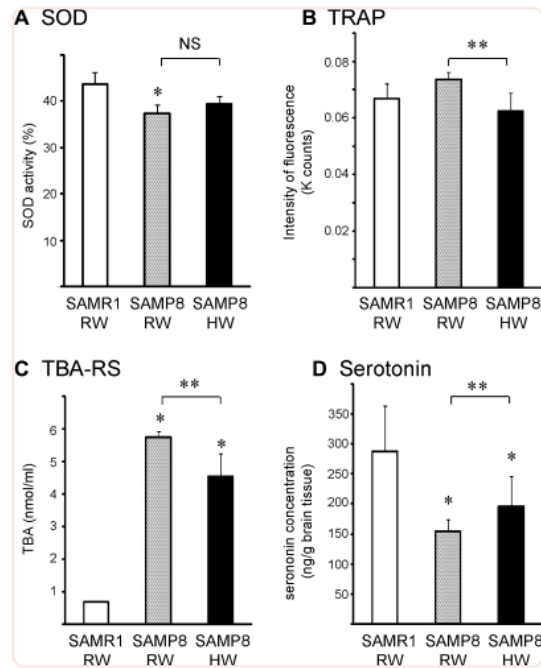 A SOD
NS
*
SOD activity (%)
40
30
20
10
SAMR1 SAMP8 SAMP8
RW RW HW
B TRAP
**
Intensity of fluorescence
(K counts)
0.08
0.06
0.04
0.02
SAMR1 SAMP8 SAMP8
RW RW HW
C TBA-RS
**
*
*
TBA (nmol/ml)
6
5
4
3
2
1
SAMR1 SAMP8 SAMP8
RW RW HW
D Serotonin
**
*
*
serononin concentration
(ng/g brain tissue)
350
300
250
200
150
100
50
SAMR1 SAMP8 SAMP8
RW RW HW